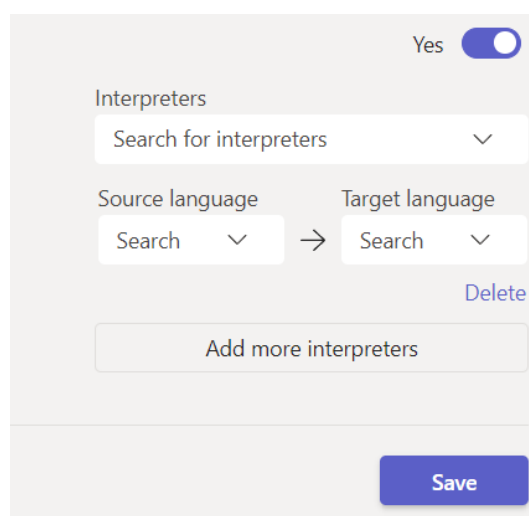 Yes
Interpreters
Search for interpreters
Source language Target language
Search Search
Delete
Add more interpreters
Save